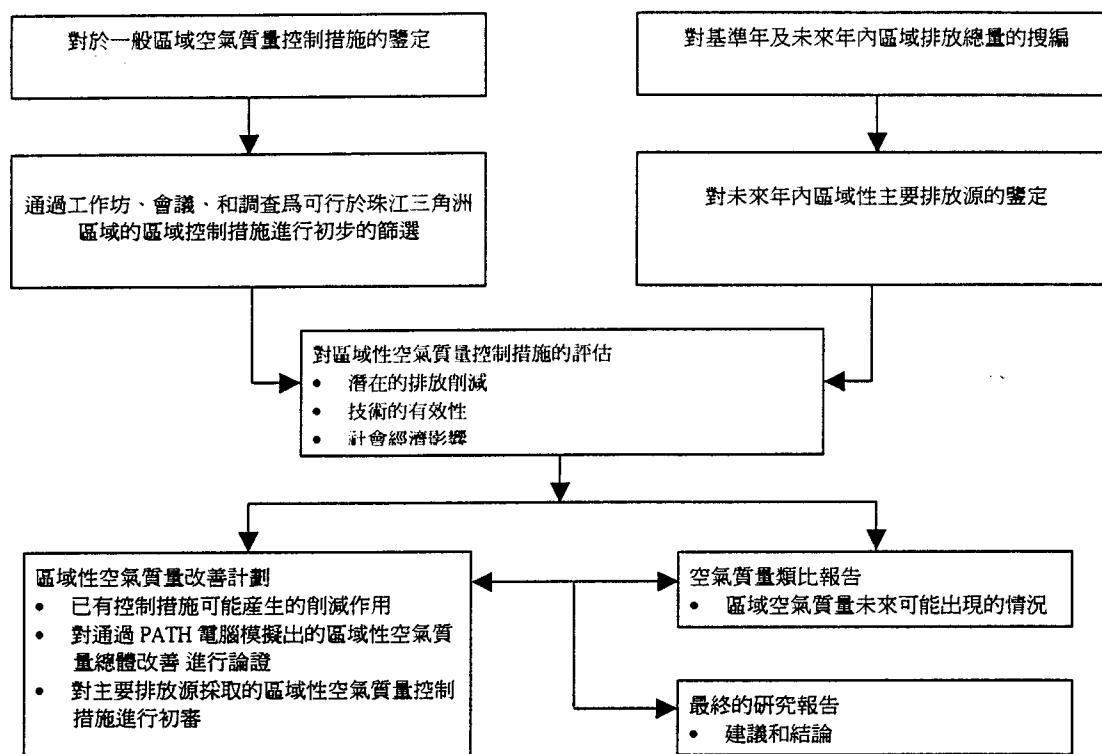 對於一般區域空氣質量控制措施的鑒定
對基準年及未來年內區域排放總量的搜編
通過工作坊、會議、和調查爲可行於珠江三角洲
區域的區域控制措施進行初步的篩選
對未來年內區域性主要排放源的鑒定
對區域性空氣質量控制措施的評估
• 潛在的排放削減
• 技術的有效性
• 社會經濟影響
區域性空氣質量改善計劃
• 已有控制措施可能產生的削減作用
• 對通過 PATH 電腦模擬出的區域性空氣質
量總體改善 進行論證
• 對主要排放源採取的區域性空氣質量控制
措施進行初審
空氣質量類比報告
• 區域空氣質量未來可能出現的情況
最終的研究報告
• 建議和結論